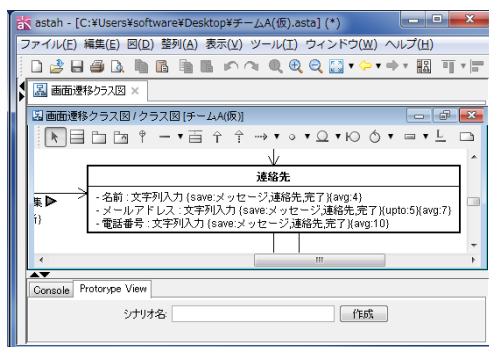 astah - [C:¥Users¥software¥Desktop¥チームA(仮).asta] (*)
ファイル(F) 編集(E) 図(D) 整列(A) 表示(V) ツール(T) ウィンドウ(W) ヘルプ(H)
画面遷移クラス図
画面遷移クラス図 / クラス図 [チームA(仮)]
連絡先
集
- 名前 : 文字列入力 {save:メッセージ,連絡先,完了}{avg:4}
- メールアドレス : 文字列入力 {save:メッセージ,連絡先,完了}{upto:5}{avg:7}
- 電話番号 : 文字列入力 {save:メッセージ,連絡先,完了}{avg:10}
Console Protorype View
シナリオ名: 作成